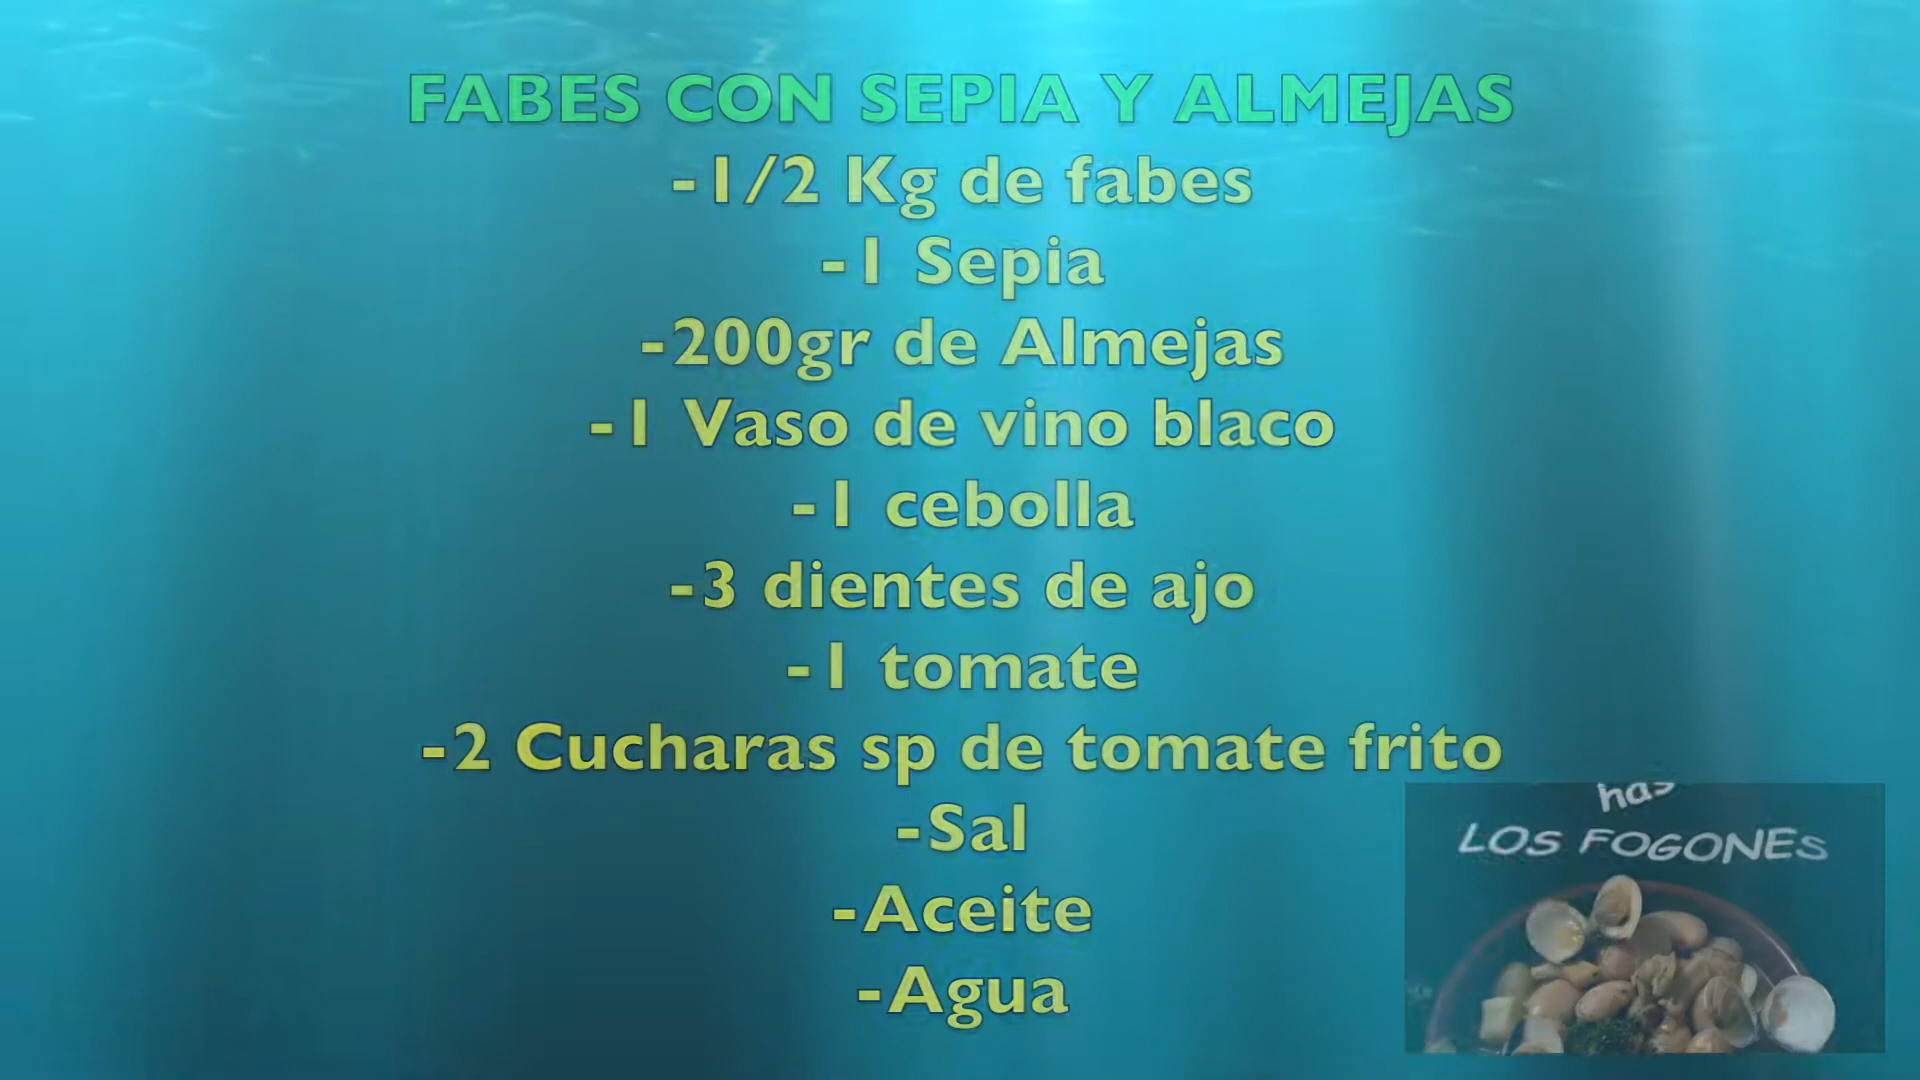 FABES CON SEPIA Y ALMEJAS
-1/2 Kg de fabes
-1 Sepia
-200gr de Almejas
-1 Vaso de vino blaco
-1 cebolla
-3 dientes de ajo
-1 tomate
-2 Cucharas sp de tomate frito
-Sal
-Aceite
-Agua
LOS FOGONES